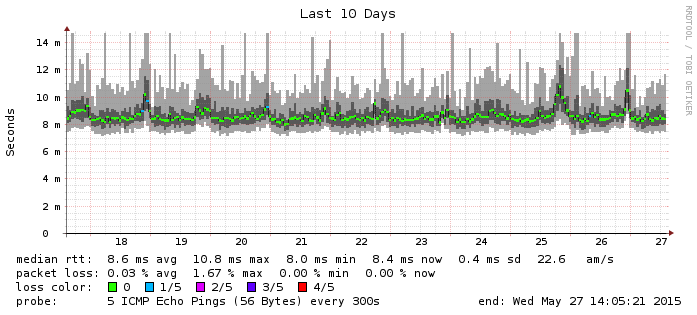 Last 10 Days
RRDTOOL / TOBI OETIKER
Seconds
14 m
12 m
10 m
8 m
6 m
4 m
2 m
0
18 19 20 21 22 23 24 25 26 27
median rtt: 8.6 ms avg 10.8 ms max 8.0 ms min 8.4 ms now 0.4 ms sd 22.6 am/s
packet loss: 0.03 % avg 1.67 % max 0.00 % min 0.00 % now
loss color: 0 1/5 2/5 3/5 4/5
probe: 5 ICMP Echo Pings (56 Bytes) every 300s end: Wed May 27 14:05:21 2015